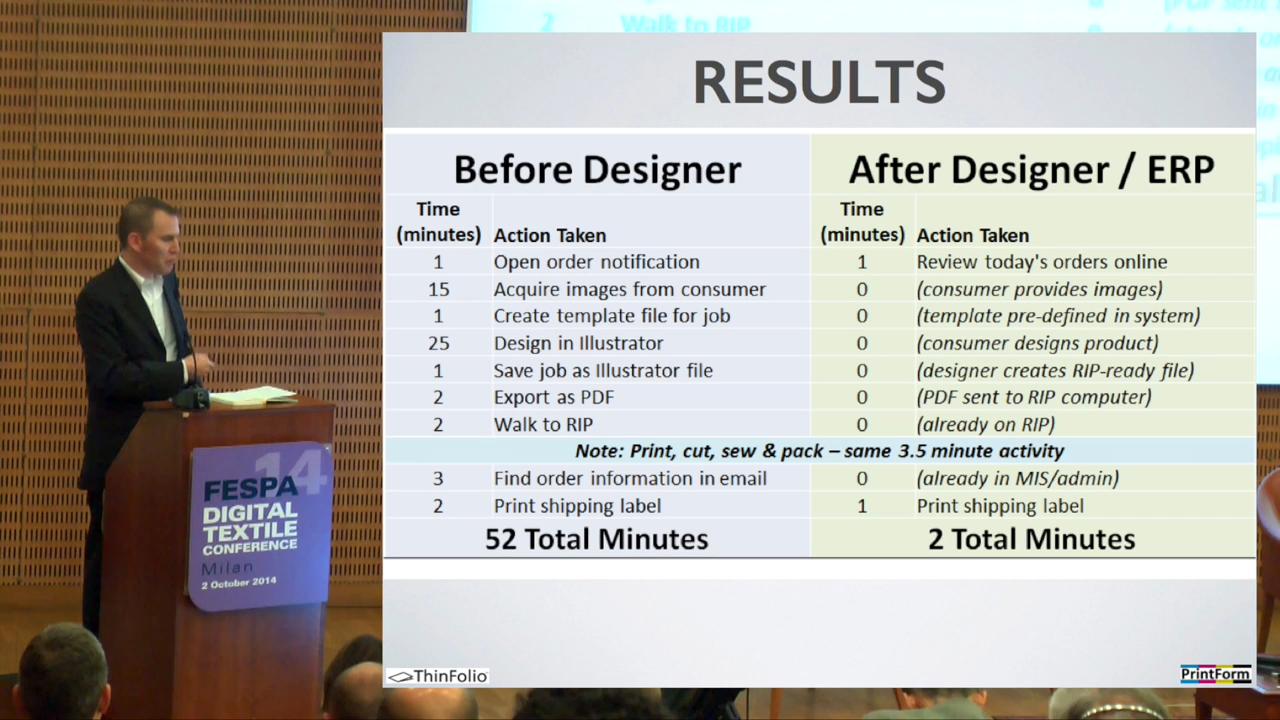 2 Walk to RIP
RESULTS
Before Designer After Designer / ERP
Time (minutes) Action Taken Time (minutes) Action Taken
1 Open order notification 1 Review today's orders online
15 Acquire images from consumer 0 (consumer provides images)
1 Create template file for job 0 (template pre-defined in system)
25 Design in Illustrator 0 (consumer designs product)
1 Save job as Illustrator file 0 (designer creates RIP-ready file)
2 Export as PDF 0 (PDF sent to RIP computer)
2 Walk to RIP 0 (already on RIP)
Note: Print, cut, sew & pack – same 3.5 minute activity
3 Find order information in email 0 (already in MIS/admin)
2 Print shipping label 1 Print shipping label
52 Total Minutes 2 Total Minutes
ThinFolio PrintForm
14
FESPA
DIGITAL
TEXTILE
CONFERENCE
Milan
2 October 2014